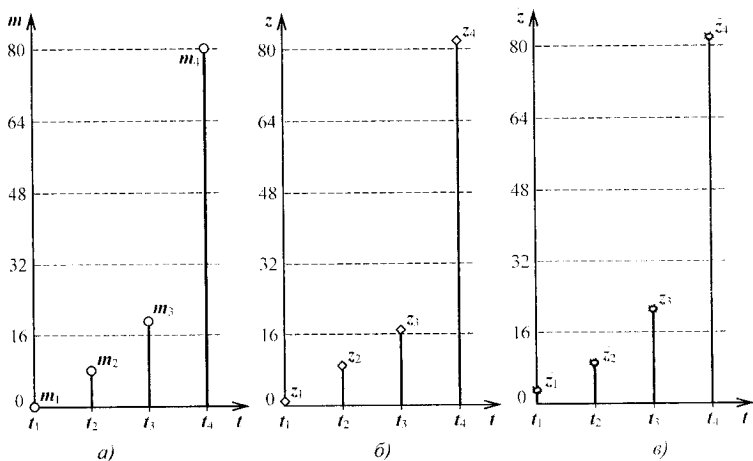 m
80
m₄
64
48
32
16
m₃
m₂
0
m₁
t₁ t₂ t₃ t₄ t
а)
z
80
z₄
64
48
32
16
z₃
z₂
0
z₁
t₁ t₂ t₃ t₄ t
б)
z
80
z₄
64
48
32
16
z₃
z₂
0
z₁
t₁ t₂ t₃ t₄ t
в)